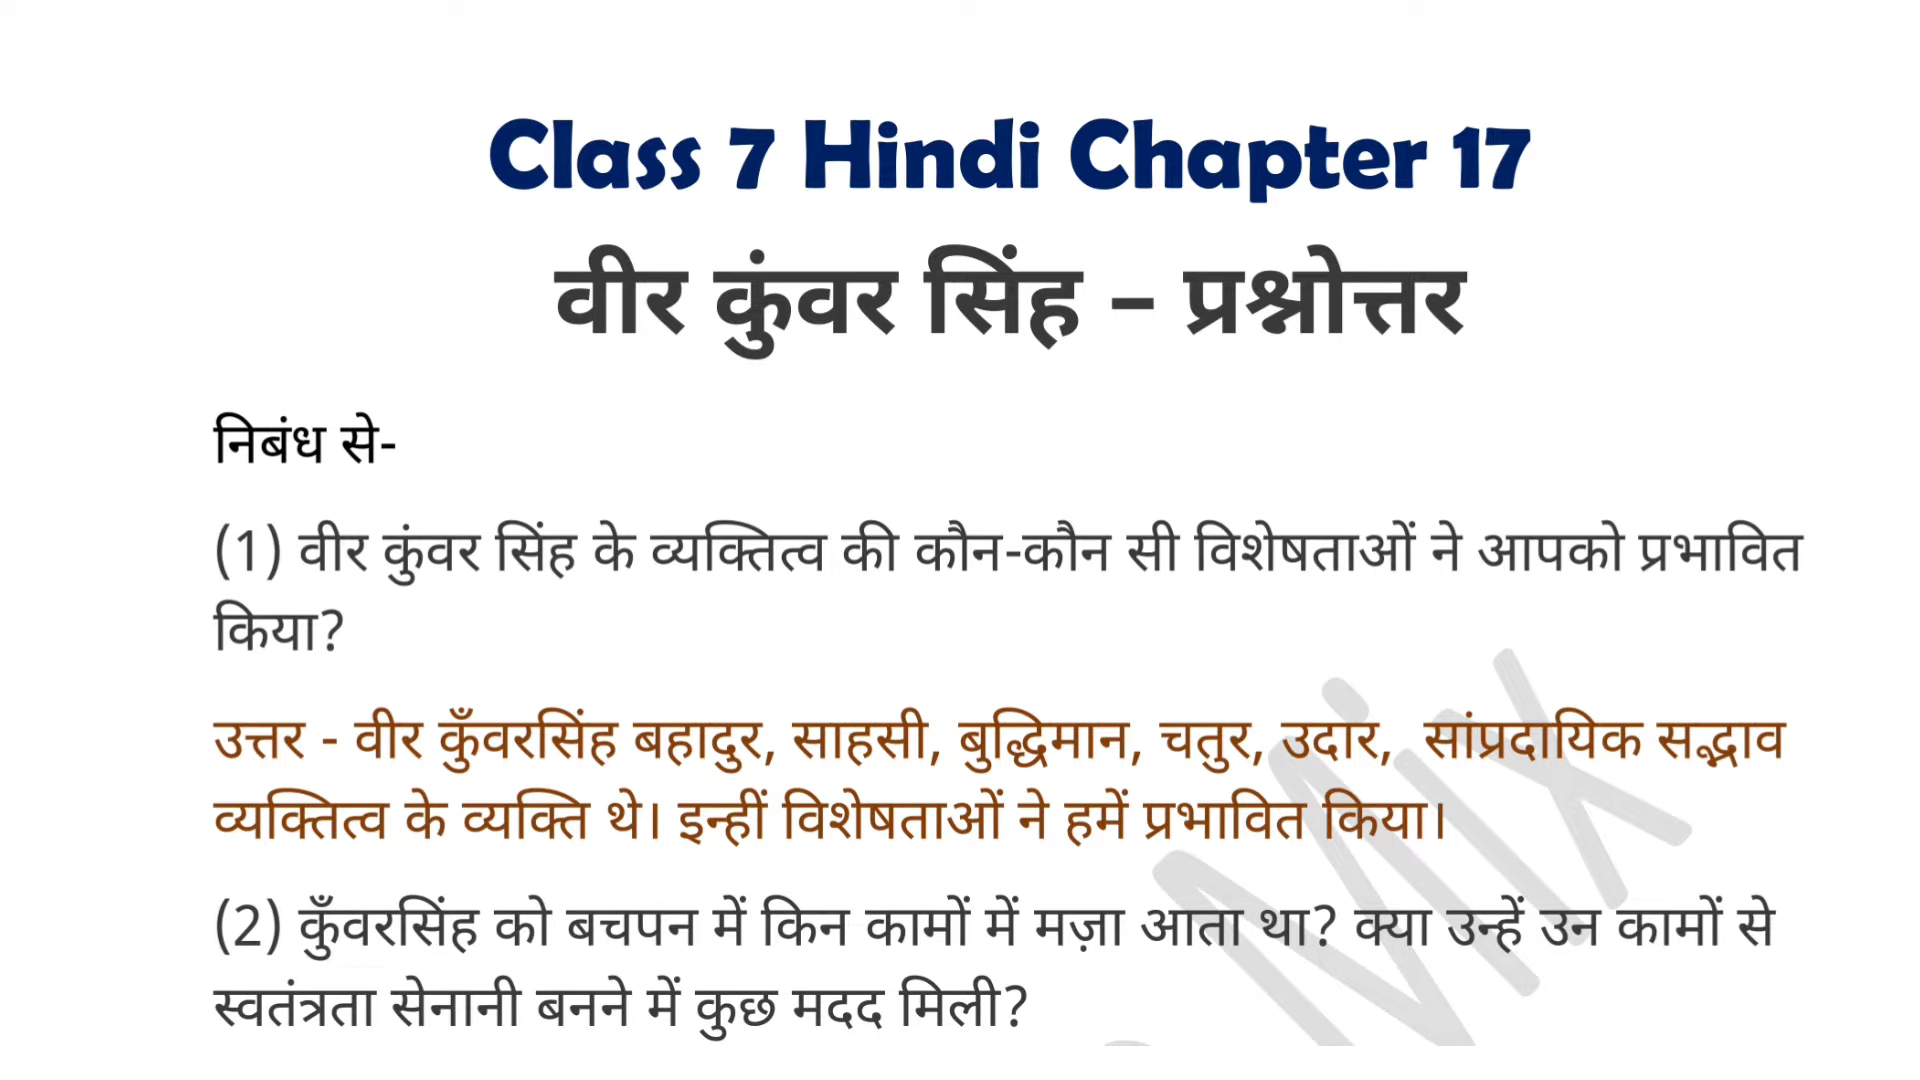 Class 7 Hindi Chapter 17
वीर कुंवर सिंह – प्रश्नोत्तर
निबंध से-
(1) वीर कुंवर सिंह के व्यक्तित्व की कौन-कौन सी विशेषताओं ने आपको प्रभावित
किया?
उत्तर - वीर कुँवरसिंह बहादुर, साहसी, बुद्धिमान, चतुर, उदार, सांप्रदायिक सद्भाव
व्यक्तित्व के व्यक्ति थे। इन्हीं विशेषताओं ने हमें प्रभावित किया।
(2) कुँवरसिंह को बचपन में किन कामों में मज़ा आता था? क्या उन्हें उन कामों से
स्वतंत्रता सेनानी बनने में कुछ मदद मिली?
Mix